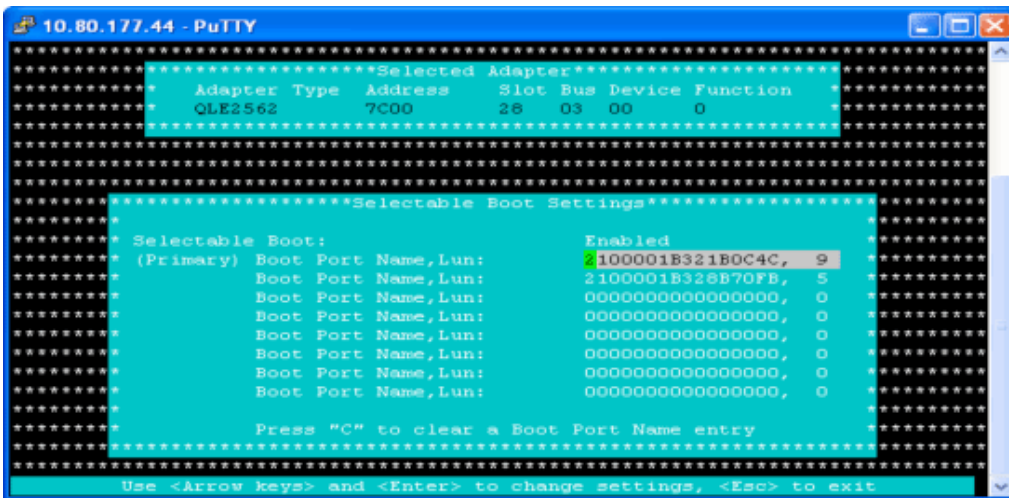 10.80.177.44 - PuTTY
Selected Adapter
Adapter Type Address Slot Bus Device Function
QLE2562 7C00 28 03 00 0
Selectable Boot Settings
Selectable Boot: Enabled
(Primary) Boot Port Name,Lun: 2100001B321B0C4C, 9
Boot Port Name,Lun: 2100001B328B70FB, 5
Boot Port Name,Lun: 0000000000000000, 0
Boot Port Name,Lun: 0000000000000000, 0
Boot Port Name,Lun: 0000000000000000, 0
Boot Port Name,Lun: 0000000000000000, 0
Boot Port Name,Lun: 0000000000000000, 0
Boot Port Name,Lun: 0000000000000000, 0
Press "C" to clear a Boot Port Name entry
Use <Arrow keys> and <Enter> to change settings, <Esc> to exit